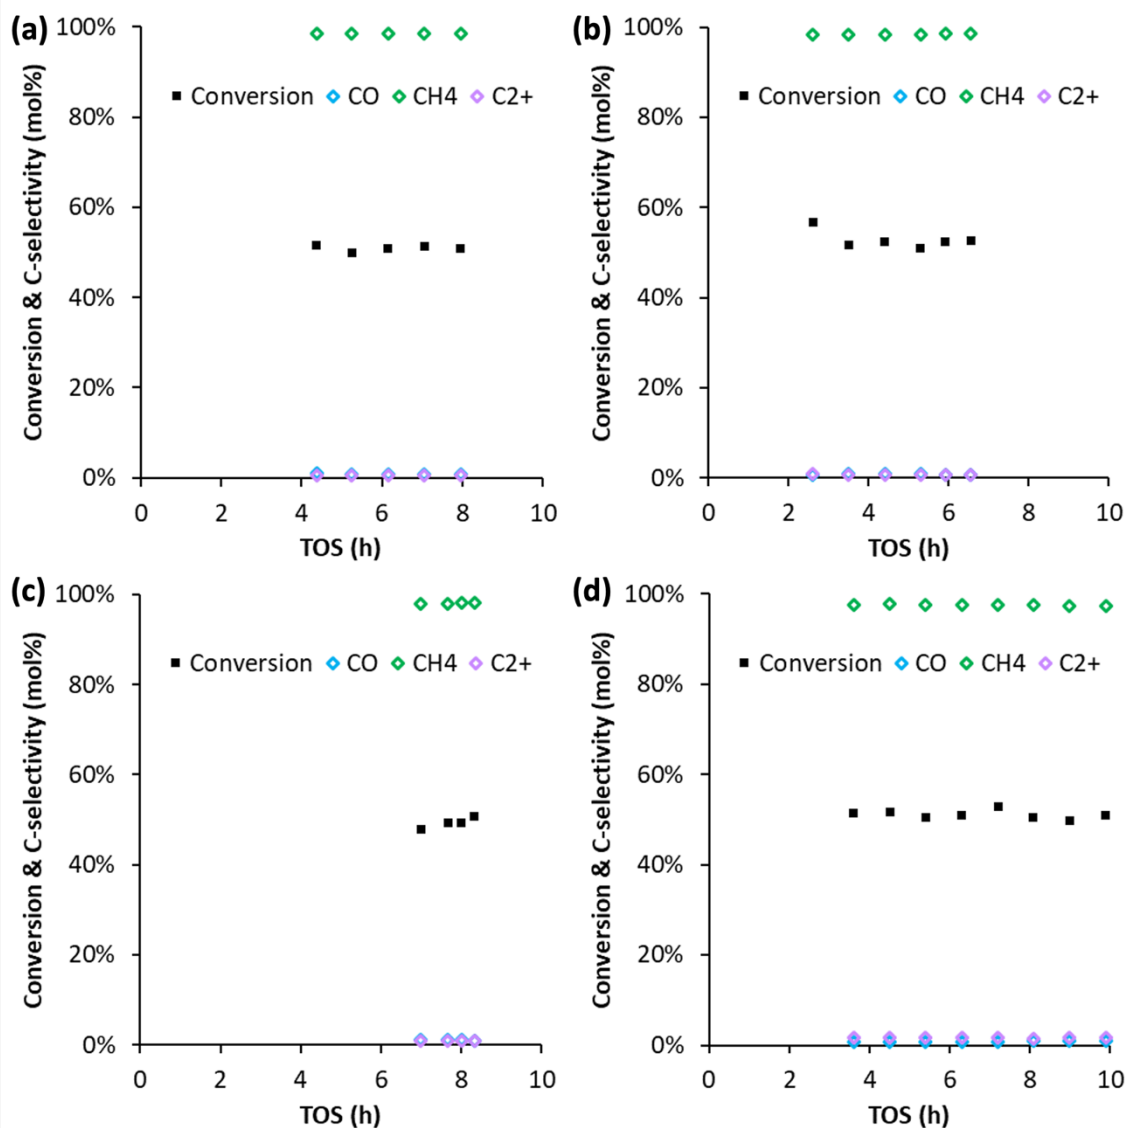 (a)
Conversion & C-selectivity (mol%)
100%
80%
60%
40%
20%
0%
Conversion CO CH4 C2+
0 2 4 6 8 10
TOS (h)
(b)
Conversion & C-selectivity (mol%)
100%
80%
60%
40%
20%
0%
Conversion CO CH4 C2+
0 2 4 6 8 10
TOS (h)
(c)
Conversion & C-selectivity (mol%)
100%
80%
60%
40%
20%
0%
Conversion CO CH4 C2+
0 2 4 6 8 10
TOS (h)
(d)
Conversion & C-selectivity (mol%)
100%
80%
60%
40%
20%
0%
Conversion CO CH4 C2+
0 2 4 6 8 10
TOS (h)